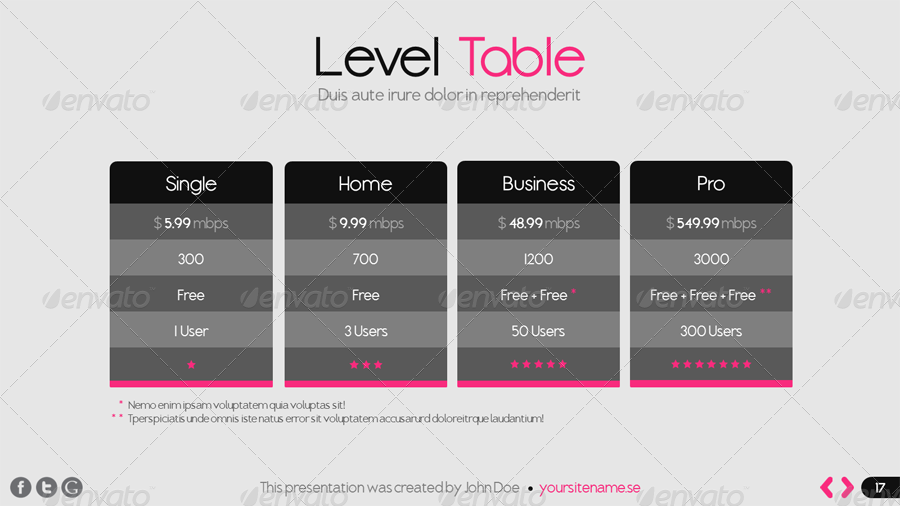 Level Table
Duis aute irure dolor in reprehenderit
Single
$ 5.99 mbps
300
Free
1 User
★
Home
$ 9.99 mbps
700
Free
3 Users
★★★
Business
$ 48.99 mbps
1200
Free + Free *
50 Users
★★★★★
Pro
$ 549.99 mbps
3000
Free + Free + Free **
300 Users
★★★★★★★
* Nemo enim ipsam voluptatem quia voluptas sit!
** Tperspiciatis unde omnis iste natus error sit voluptatem accusarurd doloreitrque laudantium!
f t G This presentation was created by John Doe • yoursitename.se 17
envato